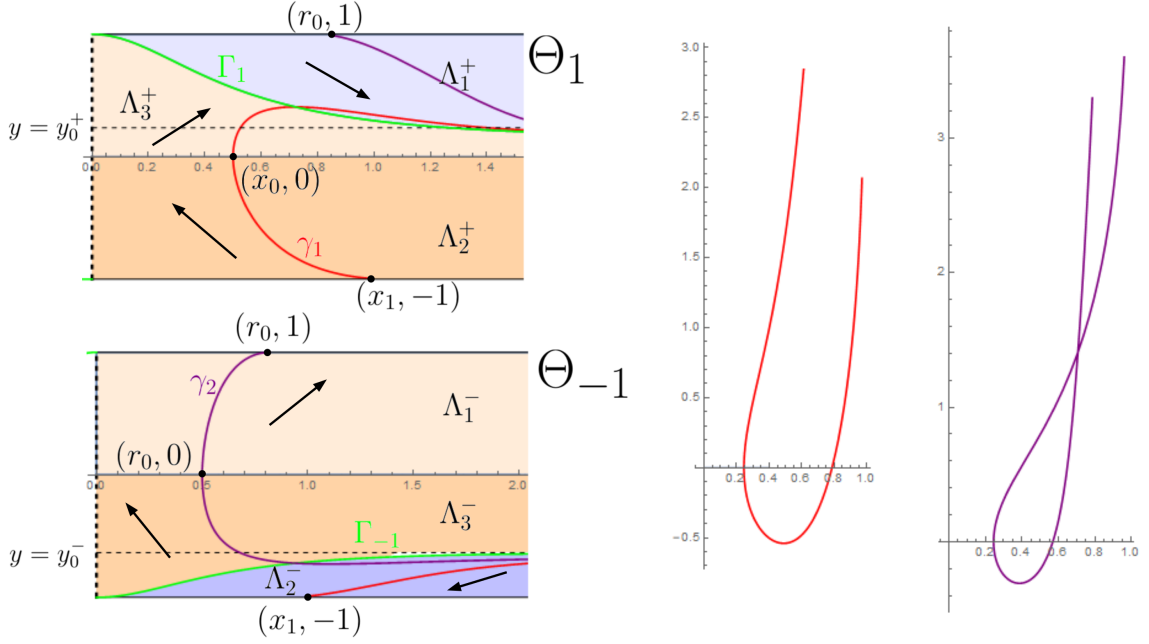 (r₀, 1)
Θ₁
Γ₁
Λ₁⁺
Λ₃⁺
y = y₀⁺
0.0 0.2 0.4 0.6 0.8 1.0 1.2 1.4
(x₀, 0)
γ₁
Λ₂⁺
(x₁, −1)
(r₀, 1)
Θ₋₁
γ₂
Λ₁⁻
(r₀, 0)
0.0 0.5 1.0 1.5 2.0
Λ₃⁻
Γ₋₁
y = y₀⁻
Λ₂⁻
(x₁, −1)
3.0
2.5
2.0
1.5
1.0
0.5
0.2 0.4 0.6 0.8 1.0
−0.5
3
2
1
0.2 0.4 0.6 0.8 1.0